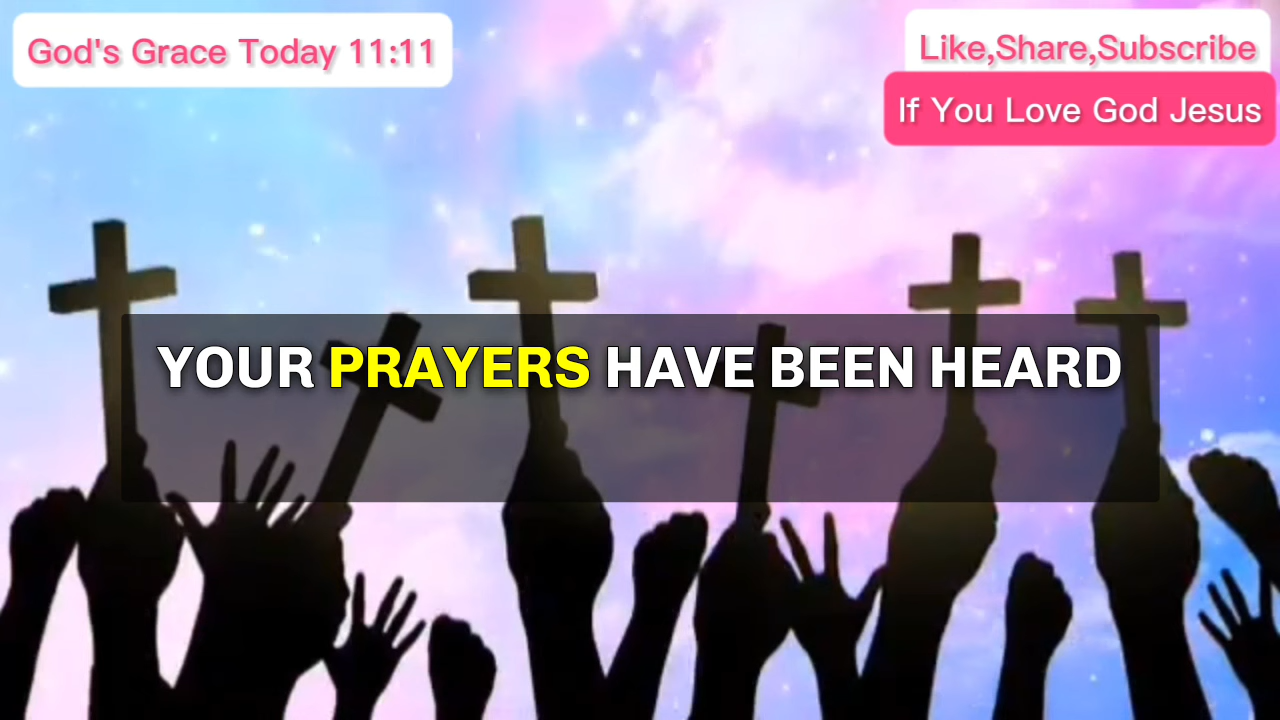 God's Grace Today 11:11
Like,Share,Subscribe
If You Love God Jesus
YOUR PRAYERS HAVE BEEN HEARD